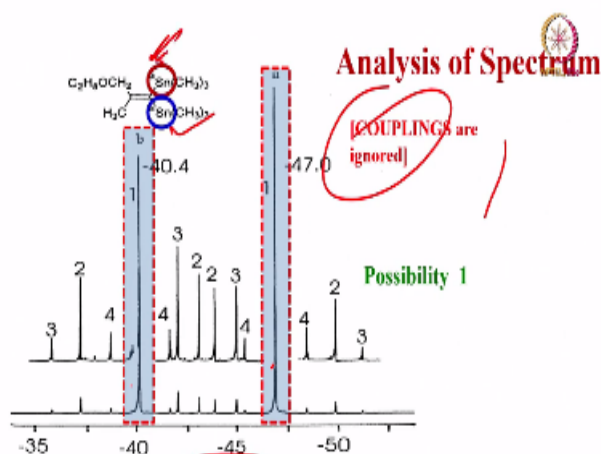 Analysis of Spectrum
[COUPLINGS are
ignored]
Possibility 1
C₂H₅OCH₂
Sn(CH₃)₃
H₃C
Sn(CH₃)₃
b
a
-40.4
-47.0
1
1
3
2
4
4
3
2
2
3
4
4
2
3
-35
-40
-45
-50